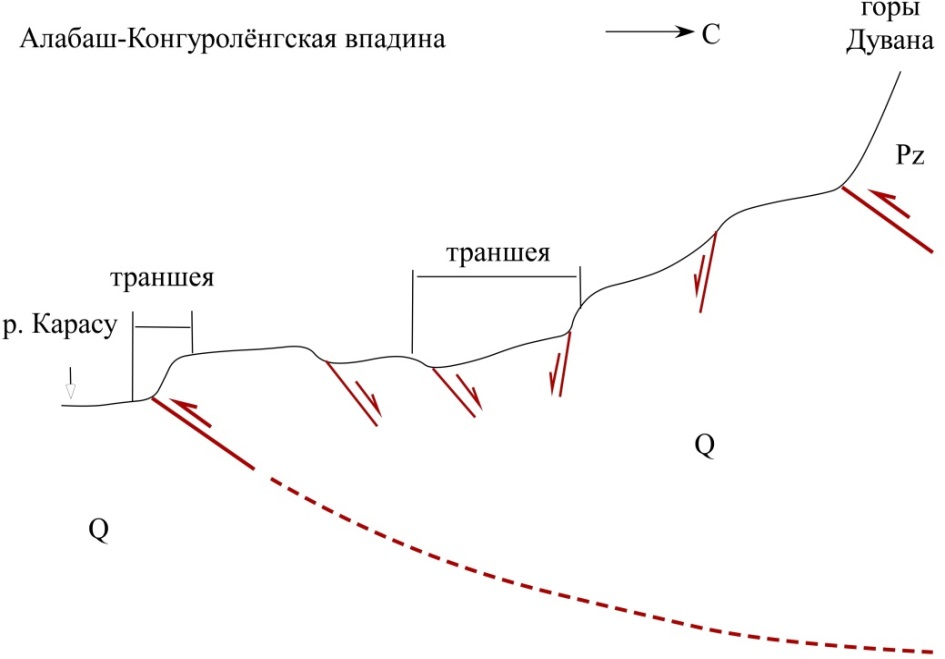 Алабаш-Конгуролёнгская впадина
С
горы
Дувана
Pz
траншея
траншея
р. Карасу
Q
Q